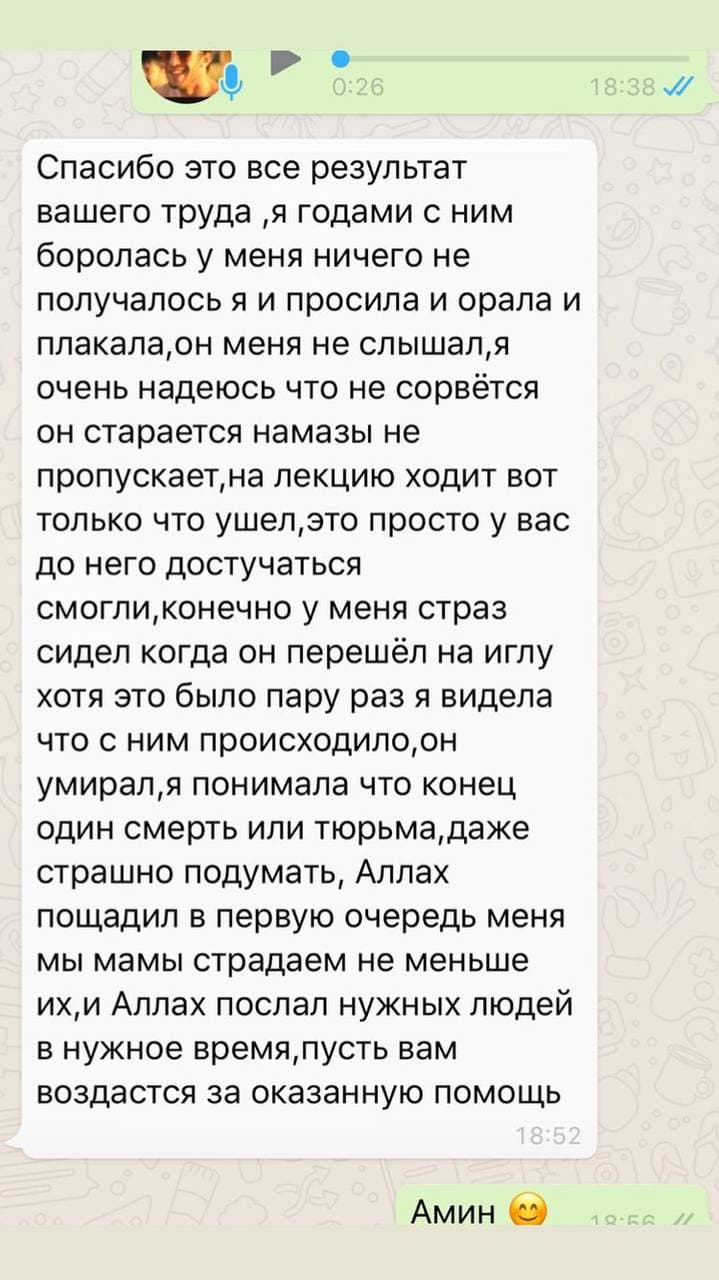 0:26 18:38
Спасибо это все результат
вашего труда ,я годами с ним
боролась у меня ничего не
получалось я и просила и орала и
плакала,он меня не слышал,я
очень надеюсь что не сорвётся
он старается намазы не
пропускает,на лекцию ходит вот
только что ушел,это просто у вас
до него достучаться
смогли,конечно у меня страз
сидел когда он перешёл на иглу
хотя это было пару раз я видела
что с ним происходило,он
умирал,я понимала что конец
один смерть или тюрьма,даже
страшно подумать, Аллах
пощадил в первую очередь меня
мы мамы страдаем не меньше
их,и Аллах послал нужных людей
в нужное время,пусть вам
воздастся за оказанную помощь
18:52
Амин 😊 18:56